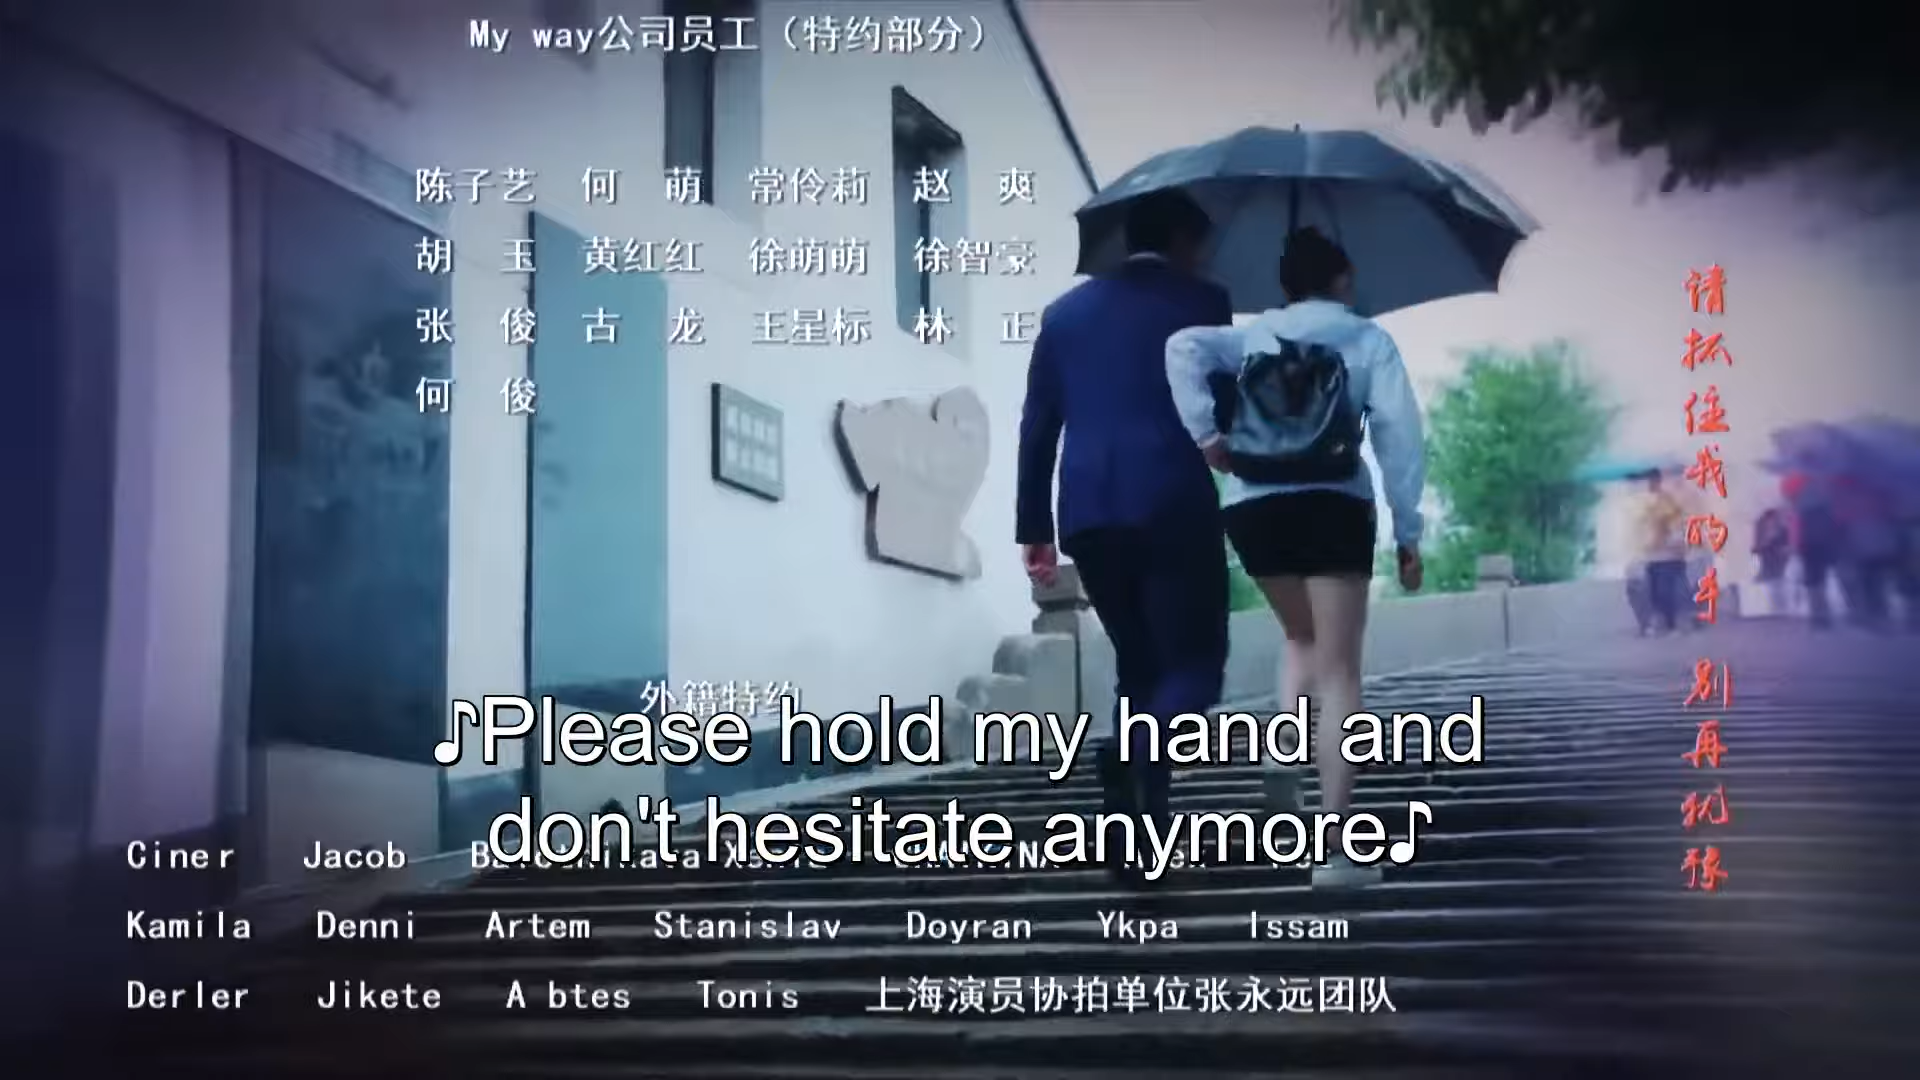 My way公司员工（特约部分）
陈子艺 何 萌 常伶莉 赵 爽
胡 玉 黄红红 徐萌萌 徐智豪
张 俊 古 龙 王星标 林 正
何 俊
请抓住我的手 别再犹豫
外籍特约
♪Please hold my hand and
don't hesitate anymore♪
Ciner Jacob
Kamila Denni Artem Stanislav Doyran Ykpa Issam
Derler Jikete A btes Tonis 上海演员协拍单位张永远团队